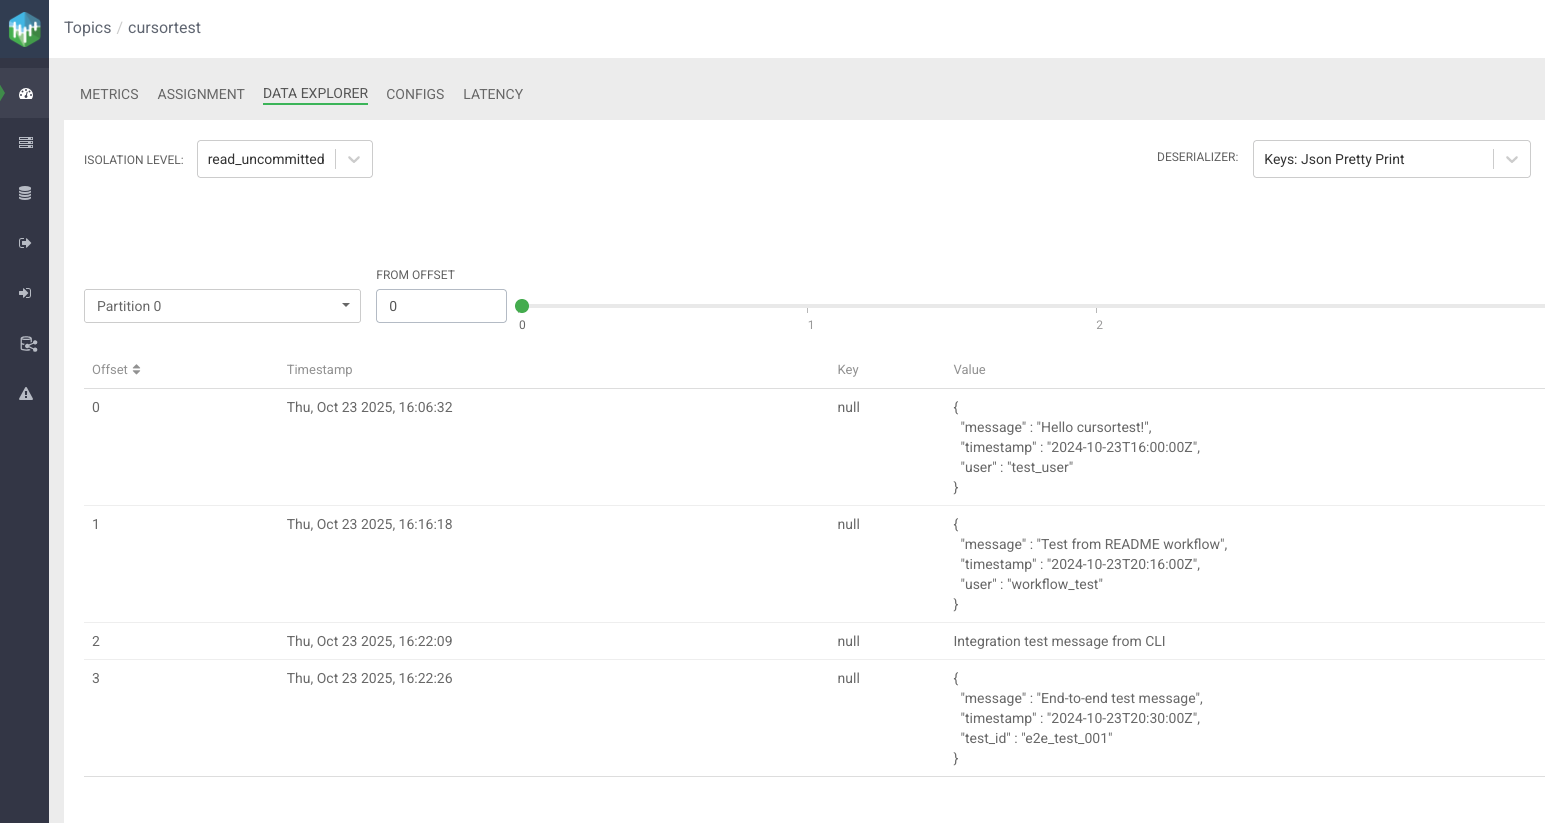 Topics / cursortest
METRICS ASSIGNMENT DATA EXPLORER CONFIGS LATENCY
ISOLATION LEVEL: read_uncommitted DESERIALIZER: Keys: Json Pretty Print
FROM OFFSET
Partition 0 0
0 1 2
Offset Timestamp Key Value
0 Thu, Oct 23 2025, 16:06:32 null {
"message" : "Hello cursortest!",
"timestamp" : "2024-10-23T16:00:00Z",
"user" : "test_user"
}
1 Thu, Oct 23 2025, 16:16:18 null {
"message" : "Test from README workflow",
"timestamp" : "2024-10-23T20:16:00Z",
"user" : "workflow_test"
}
2 Thu, Oct 23 2025, 16:22:09 null Integration test message from CLI
3 Thu, Oct 23 2025, 16:22:26 null {
"message" : "End-to-end test message",
"timestamp" : "2024-10-23T20:30:00Z",
"test_id" : "e2e_test_001"
}